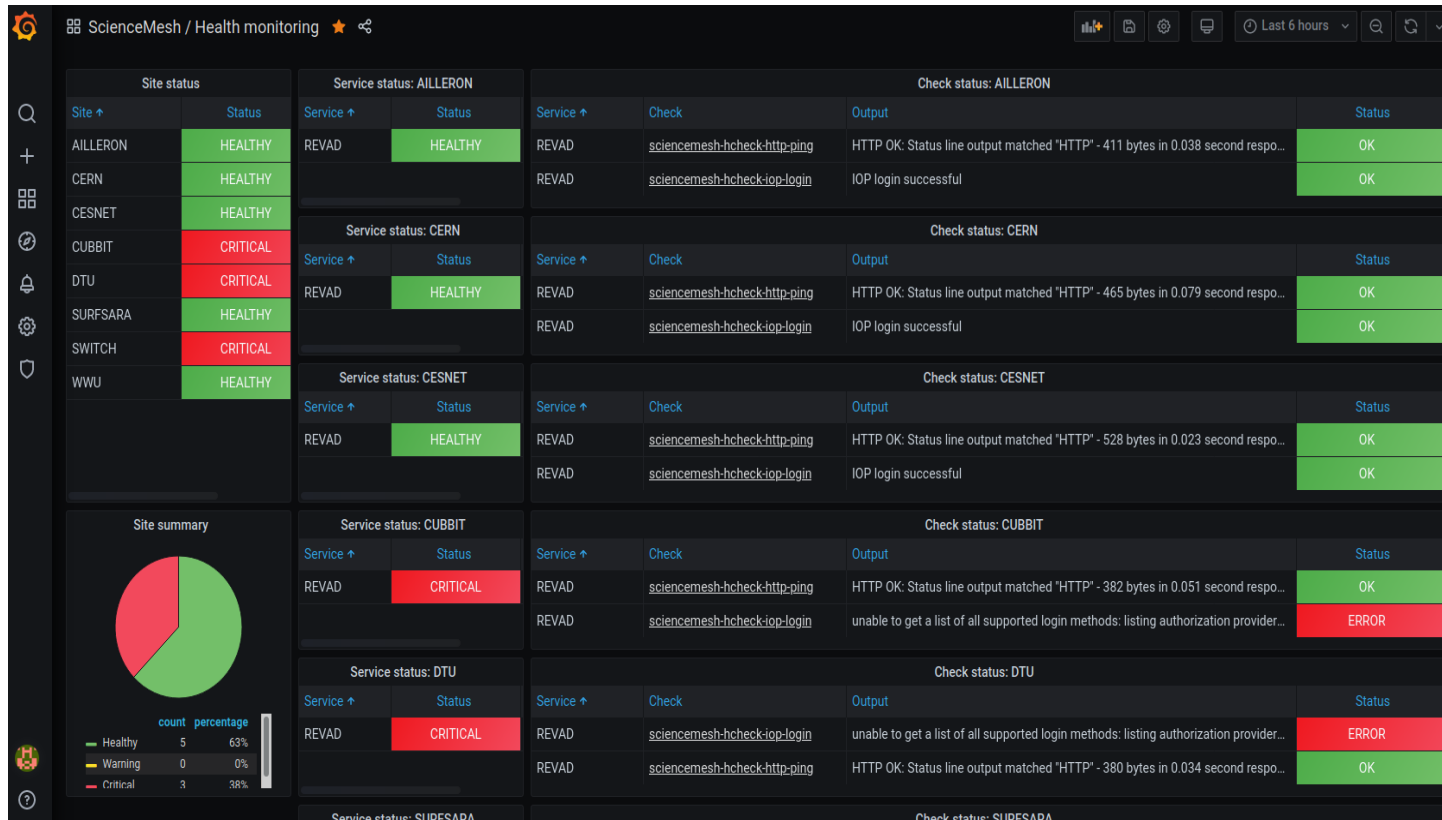 ScienceMesh / Health monitoring
Last 6 hours
Site status
Site Status
AILLERON HEALTHY
CERN HEALTHY
CESNET HEALTHY
CUBBIT CRITICAL
DTU CRITICAL
SURFSARA HEALTHY
SWITCH CRITICAL
WWU HEALTHY
Site summary
count percentage
Healthy 5 63%
Warning 0 0%
Critical 3 38%
Service status: AILLERON
Service Status
REVAD HEALTHY
Check status: AILLERON
Service Check Output Status
REVAD sciencemesh-hcheck-http-ping HTTP OK: Status line output matched "HTTP" - 411 bytes in 0.038 second respo... OK
REVAD sciencemesh-hcheck-iop-login IOP login successful OK
Service status: CERN
Service Status
REVAD HEALTHY
Check status: CERN
Service Check Output Status
REVAD sciencemesh-hcheck-http-ping HTTP OK: Status line output matched "HTTP" - 465 bytes in 0.079 second respo... OK
REVAD sciencemesh-hcheck-iop-login IOP login successful OK
Service status: CESNET
Service Status
REVAD HEALTHY
Check status: CESNET
Service Check Output Status
REVAD sciencemesh-hcheck-http-ping HTTP OK: Status line output matched "HTTP" - 528 bytes in 0.023 second respo... OK
REVAD sciencemesh-hcheck-iop-login IOP login successful OK
Service status: CUBBIT
Service Status
REVAD CRITICAL
Check status: CUBBIT
Service Check Output Status
REVAD sciencemesh-hcheck-http-ping HTTP OK: Status line output matched "HTTP" - 382 bytes in 0.051 second respo... OK
REVAD sciencemesh-hcheck-iop-login unable to get a list of all supported login methods: listing authorization provider... ERROR
Service status: DTU
Service Status
REVAD CRITICAL
Check status: DTU
Service Check Output Status
REVAD sciencemesh-hcheck-iop-login unable to get a list of all supported login methods: listing authorization provider... ERROR
REVAD sciencemesh-hcheck-http-ping HTTP OK: Status line output matched "HTTP" - 380 bytes in 0.034 second respo... OK
Service status: SURFSARA
Check status: SURFSARA